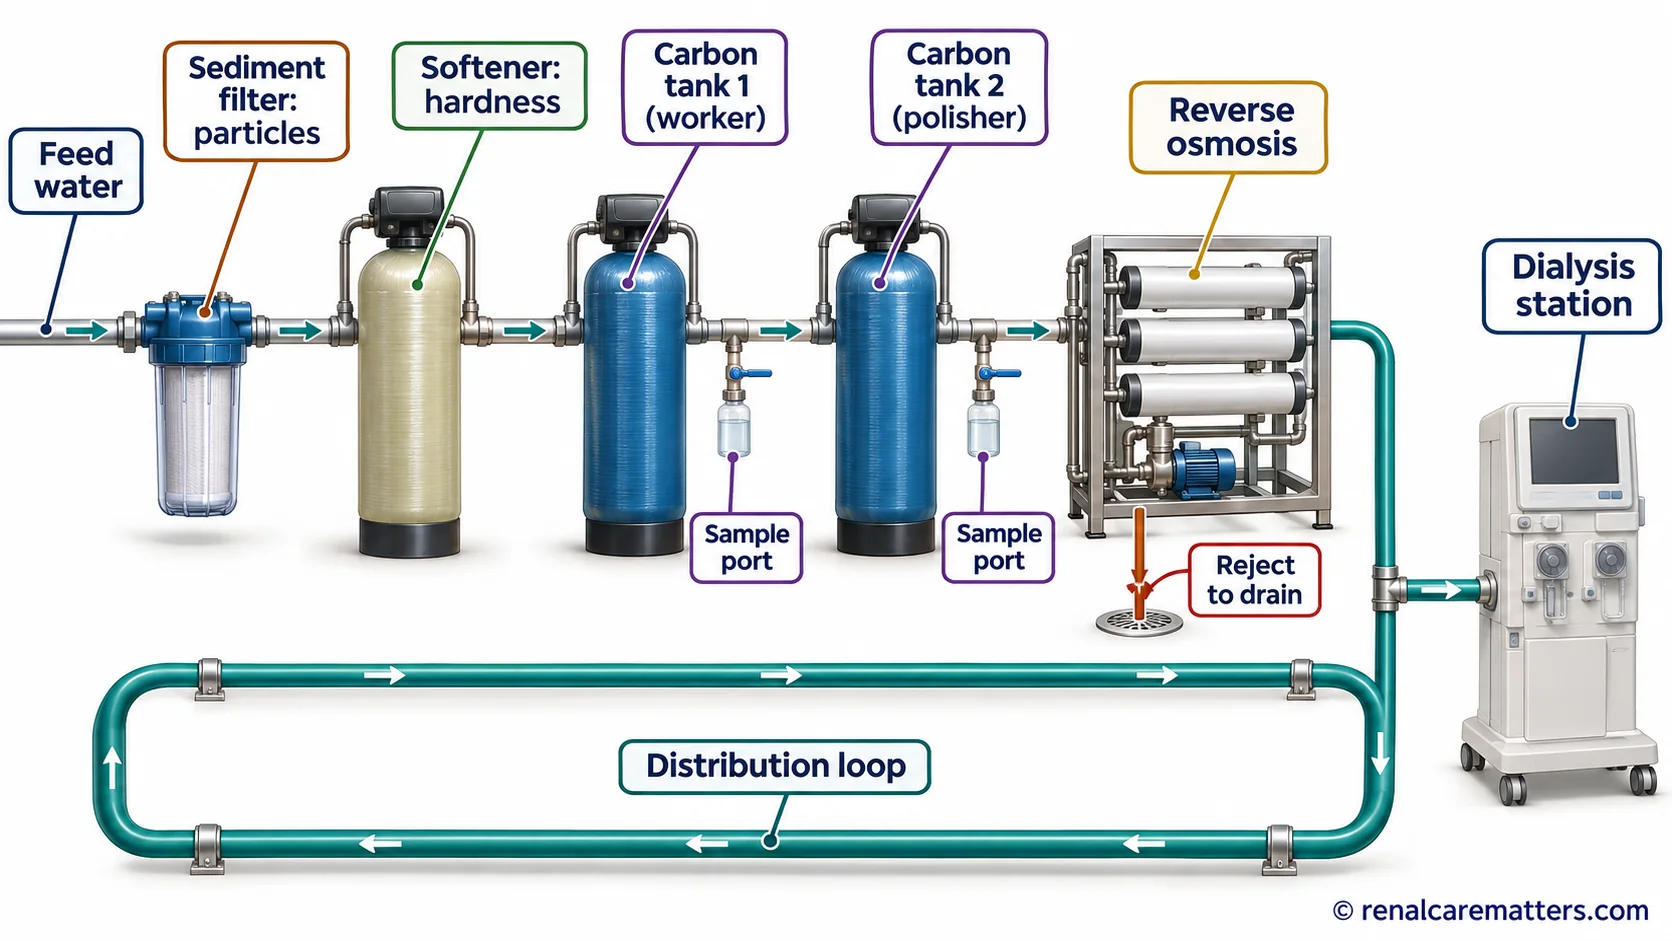 Feed
water
Sediment
filter:
particles
Softener:
hardness
Carbon
tank 1
(worker)
Carbon
tank 2
(polisher)
Reverse
osmosis
Dialysis
station
Sample
port
Sample
port
Reject
to drain
Distribution loop
© renalcarematters.com